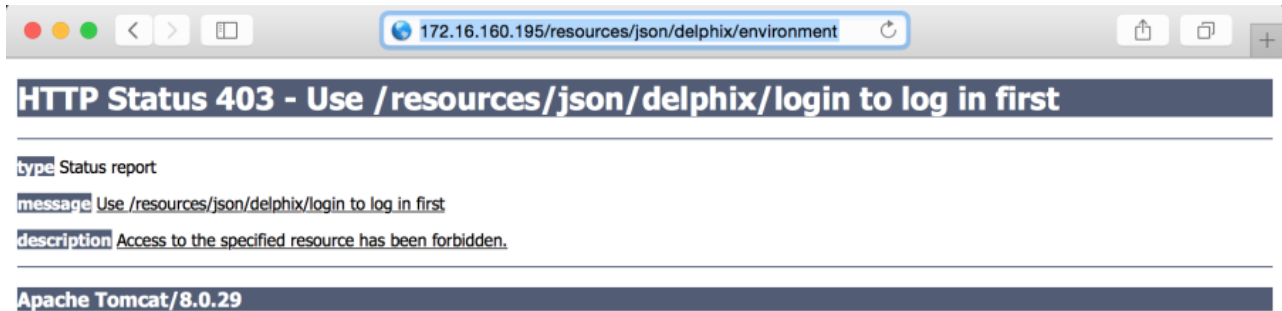 172.16.160.195/resources/json/delphix/environment
HTTP Status 403 - Use /resources/json/delphix/login to log in first
type Status report
message Use /resources/json/delphix/login to log in first
description Access to the specified resource has been forbidden.
Apache Tomcat/8.0.29